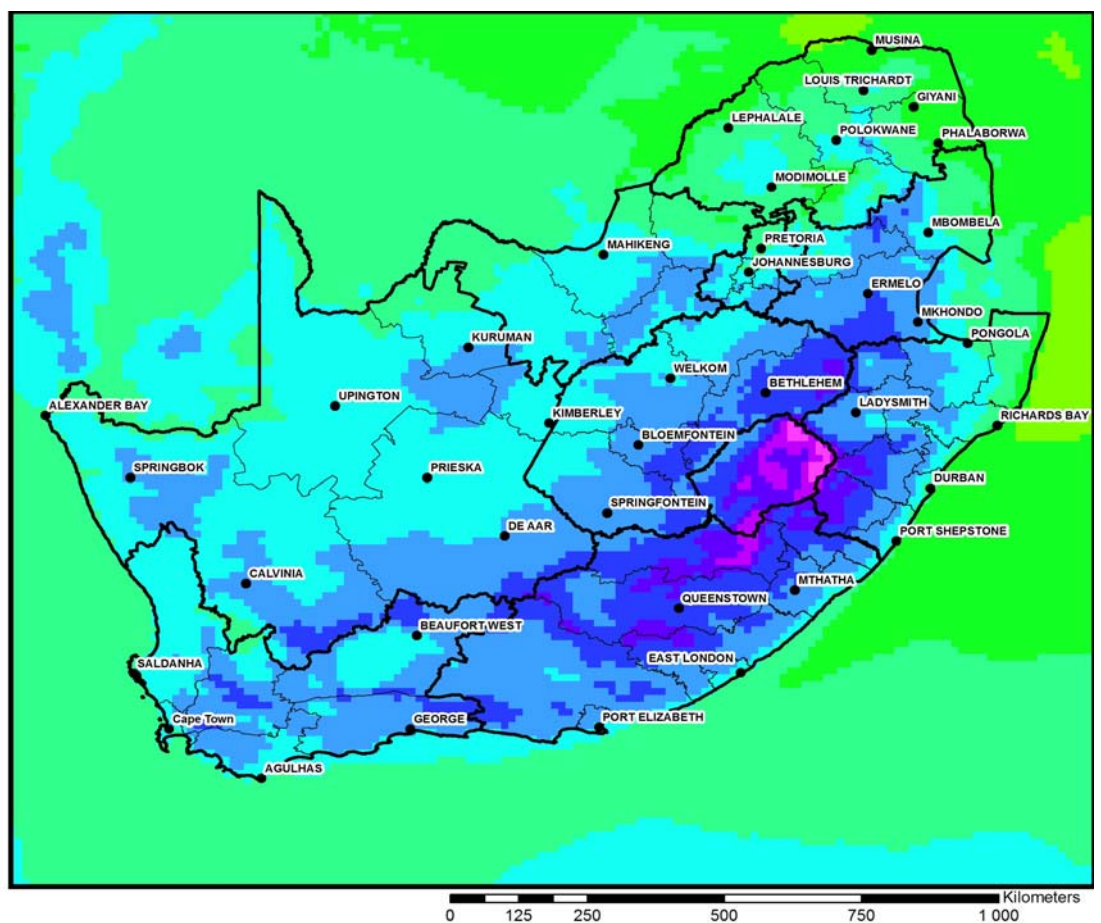 MUSINA
LOUIS TRICHARDT
GIYANI
LEPHALALE
POLOKWANE
PHALABORWA
MODIMOLLE
MBOMBELA
PRETORIA
MAHIKENG
JOHANNESBURG
ERMELO
MKHONDO
KURUMAN
PONGOLA
WELKOM
BETHLEHEM
UPINGTON
ALEXANDER BAY
KIMBERLEY
LADYSMITH
RICHARDS BAY
BLOEMFONTEIN
SPRINGBOK
PRIESKA
DURBAN
SPRINGFONTEIN
DE AAR
PORT SHEPSTONE
CALVINIA
MTHATHA
QUEENSTOWN
BEAUFORT WEST
EAST LONDON
SALDANHA
Cape Town
GEORGE
PORT ELIZABETH
AGULHAS
Kilometers
0 125 250 500 750 1 000